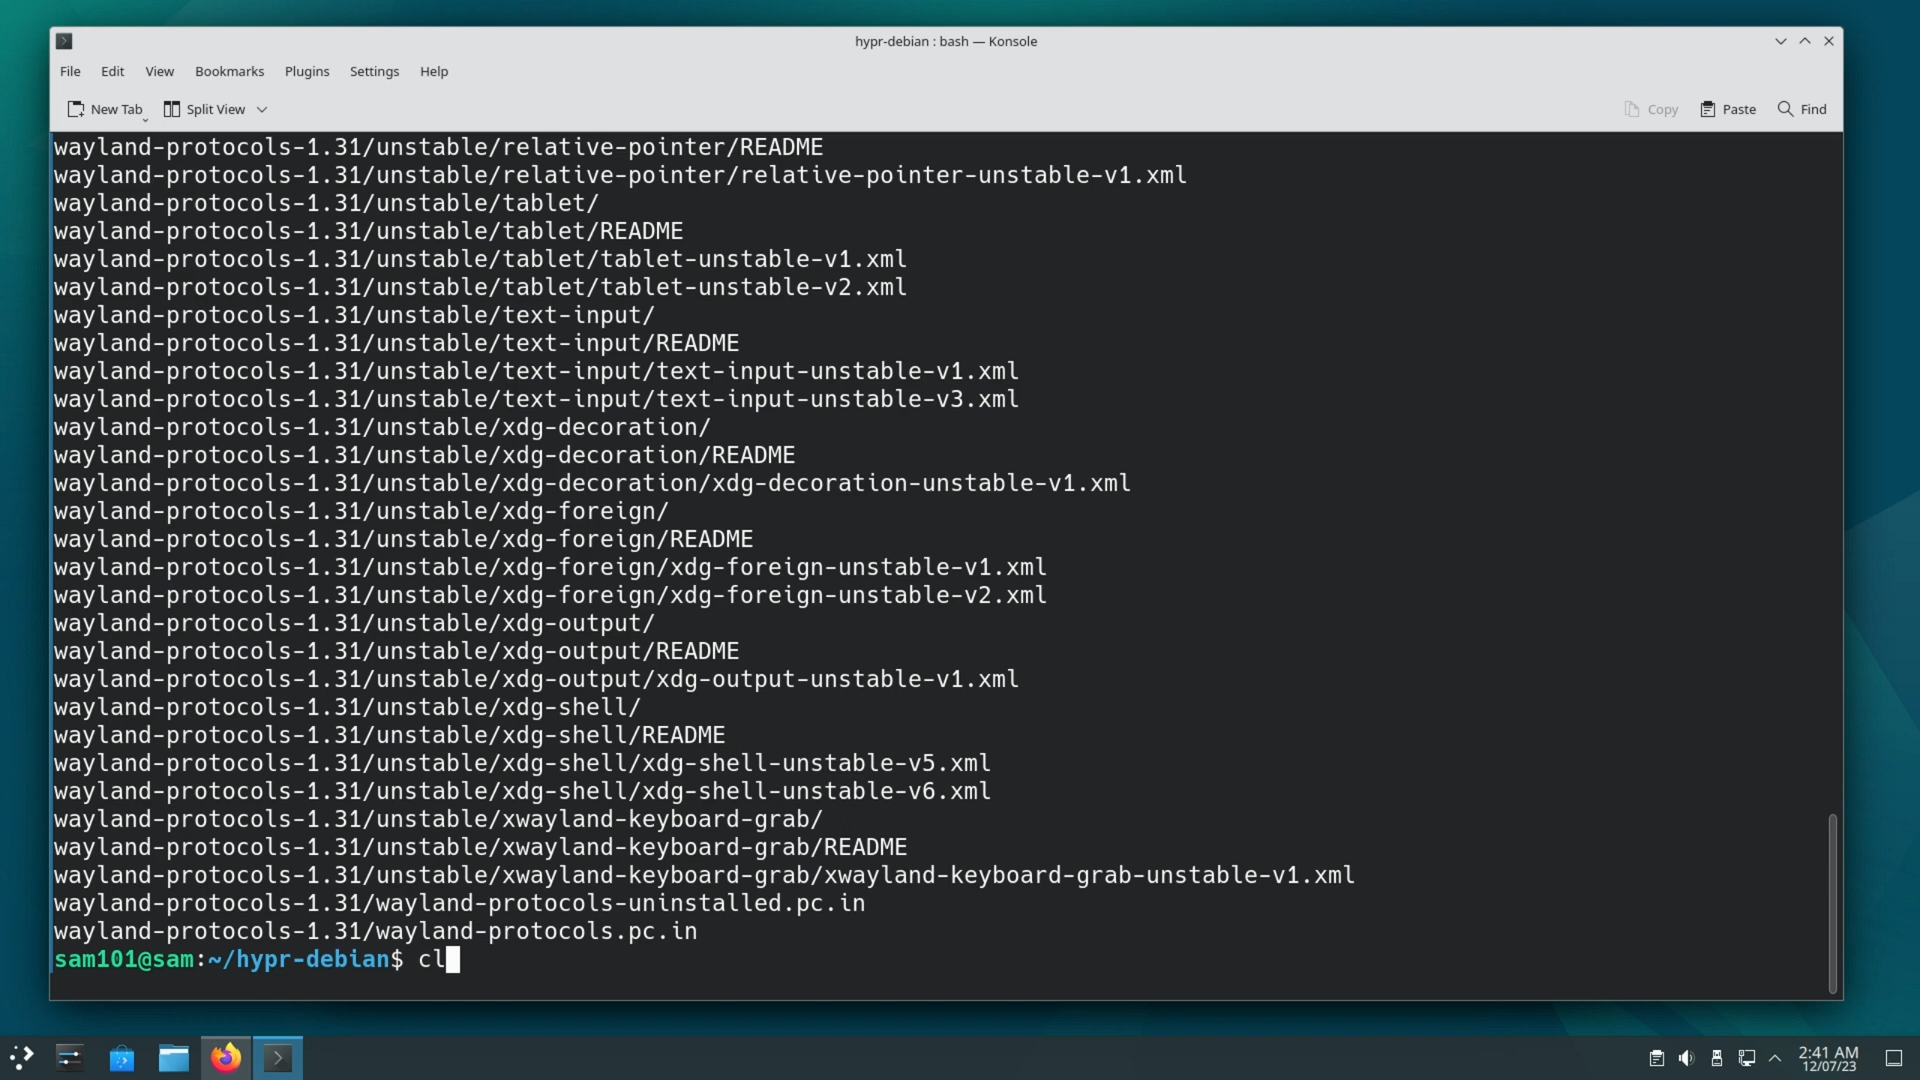 hypr-debian : bash — Konsole
File Edit View Bookmarks Plugins Settings Help
New Tab Split View Copy Paste Find
wayland-protocols-1.31/unstable/relative-pointer/README
wayland-protocols-1.31/unstable/relative-pointer/relative-pointer-unstable-v1.xml
wayland-protocols-1.31/unstable/tablet/
wayland-protocols-1.31/unstable/tablet/README
wayland-protocols-1.31/unstable/tablet/tablet-unstable-v1.xml
wayland-protocols-1.31/unstable/tablet/tablet-unstable-v2.xml
wayland-protocols-1.31/unstable/text-input/
wayland-protocols-1.31/unstable/text-input/README
wayland-protocols-1.31/unstable/text-input/text-input-unstable-v1.xml
wayland-protocols-1.31/unstable/text-input/text-input-unstable-v3.xml
wayland-protocols-1.31/unstable/xdg-decoration/
wayland-protocols-1.31/unstable/xdg-decoration/README
wayland-protocols-1.31/unstable/xdg-decoration/xdg-decoration-unstable-v1.xml
wayland-protocols-1.31/unstable/xdg-foreign/
wayland-protocols-1.31/unstable/xdg-foreign/README
wayland-protocols-1.31/unstable/xdg-foreign/xdg-foreign-unstable-v1.xml
wayland-protocols-1.31/unstable/xdg-foreign/xdg-foreign-unstable-v2.xml
wayland-protocols-1.31/unstable/xdg-output/
wayland-protocols-1.31/unstable/xdg-output/README
wayland-protocols-1.31/unstable/xdg-output/xdg-output-unstable-v1.xml
wayland-protocols-1.31/unstable/xdg-shell/
wayland-protocols-1.31/unstable/xdg-shell/README
wayland-protocols-1.31/unstable/xdg-shell/xdg-shell-unstable-v5.xml
wayland-protocols-1.31/unstable/xdg-shell/xdg-shell-unstable-v6.xml
wayland-protocols-1.31/unstable/xwayland-keyboard-grab/
wayland-protocols-1.31/unstable/xwayland-keyboard-grab/README
wayland-protocols-1.31/unstable/xwayland-keyboard-grab/xwayland-keyboard-grab-unstable-v1.xml
wayland-protocols-1.31/wayland-protocols-uninstalled.pc.in
wayland-protocols-1.31/wayland-protocols.pc.in
sam101@sam:~/hypr-debian$ cl
2:41 AM
12/07/23